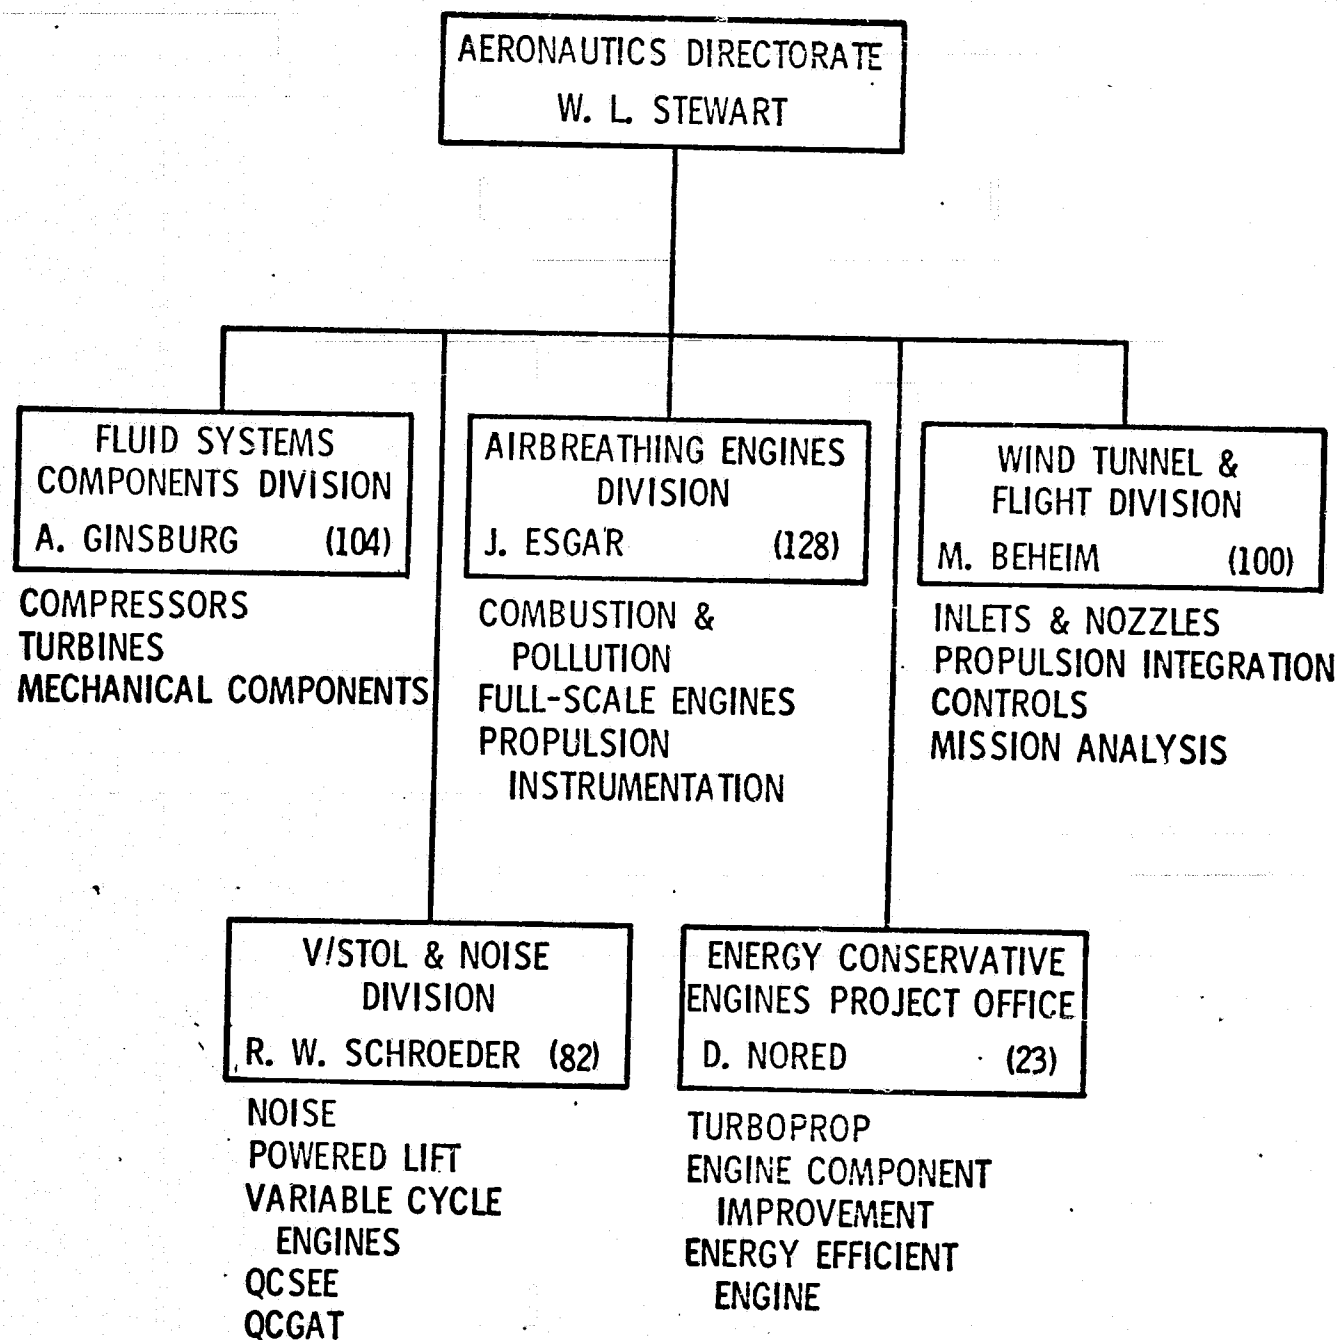 AERONAUTICS DIRECTORATE
W. L. STEWART
FLUID SYSTEMS
COMPONENTS DIVISION
A. GINSBURG (104)
COMPRESSORS
TURBINES
MECHANICAL COMPONENTS
AIRBREATHING ENGINES
DIVISION
J. ESGAR (128)
COMBUSTION &
POLLUTION
FULL-SCALE ENGINES
PROPULSION
INSTRUMENTATION
WIND TUNNEL &
FLIGHT DIVISION
M. BEHEIM (100)
INLETS & NOZZLES
PROPULSION INTEGRATION
CONTROLS
MISSION ANALYSIS
V/STOL & NOISE
DIVISION
R. W. SCHROEDER (82)
NOISE
POWERED LIFT
VARIABLE CYCLE
ENGINES
QCSEE
QCGAT
ENERGY CONSERVATIVE
ENGINES PROJECT OFFICE
D. NORED (23)
TURBOPROP
ENGINE COMPONENT
IMPROVEMENT
ENERGY EFFICIENT
ENGINE